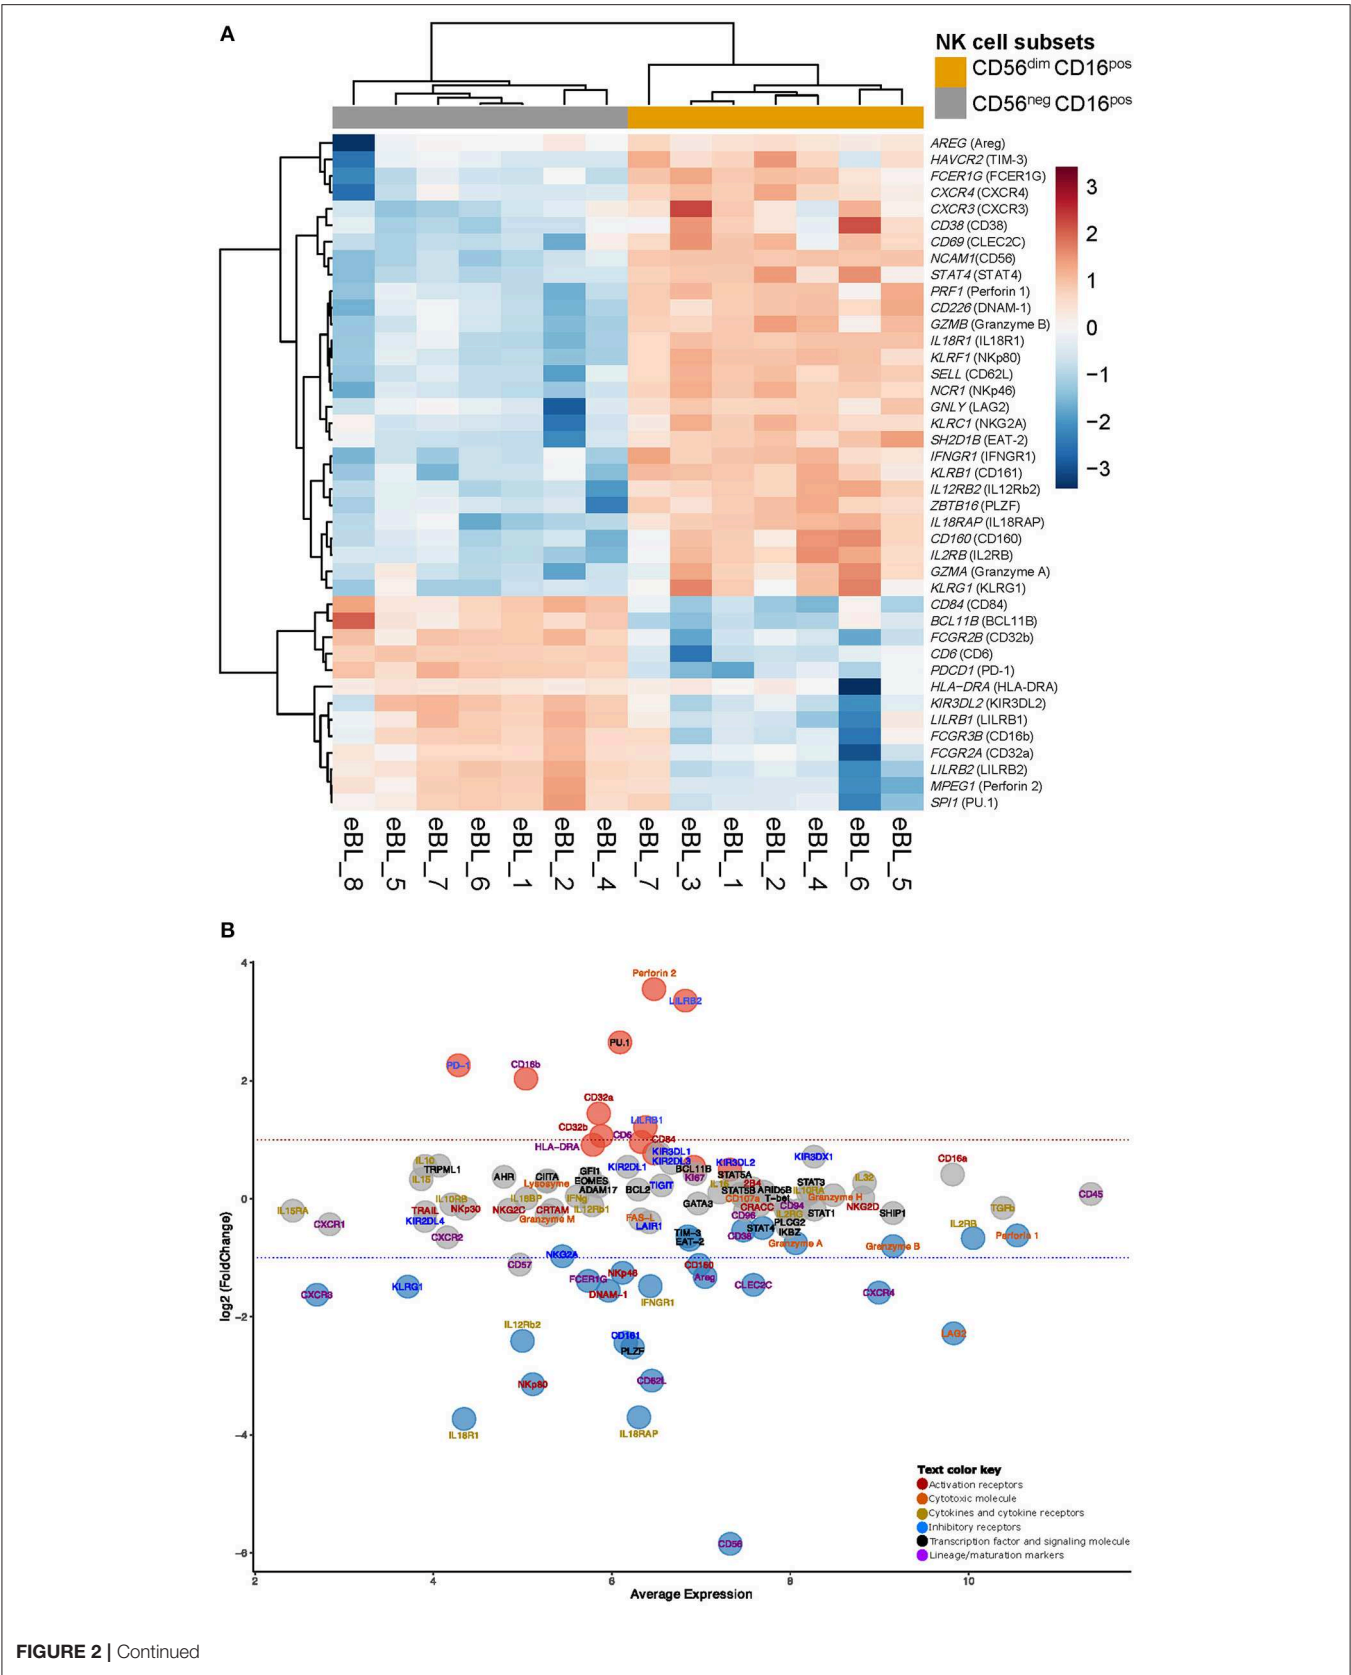 A
NK cell subsets
CD56dim CD16pos
CD56neg CD16pos
AREG (Areg)
HAVCR2 (TIM-3)
FCER1G (FCER1G)
CXCR4 (CXCR4)
CXCR3 (CXCR3)
CD38 (CD38)
CD69 (CLEC2C)
NCAM1(CD56)
STAT4 (STAT4)
PRF1 (Perforin 1)
CD226 (DNAM-1)
GZMB (Granzyme B)
IL18R1 (IL18R1)
KLRF1 (NKp80)
SELL (CD62L)
NCR1 (NKp46)
GNLY (LAG2)
KLRC1 (NKG2A)
SH2D1B (EAT-2)
IFNGR1 (IFNGR1)
KLRB1 (CD161)
IL12RB2 (IL12Rb2)
ZBTB16 (PLZF)
IL18RAP (IL18RAP)
CD160 (CD160)
IL2RB (IL2RB)
GZMA (Granzyme A)
KLRG1 (KLRG1)
CD84 (CD84)
BCL11B (BCL11B)
FCGR2B (CD32b)
CD6 (CD6)
PDCD1 (PD-1)
HLA−DRA (HLA-DRA)
KIR3DL2 (KIR3DL2)
LILRB1 (LILRB1)
FCGR3B (CD16b)
FCGR2A (CD32a)
LILRB2 (LILRB2)
MPEG1 (Perforin 2)
SPI1 (PU.1)
3
2
1
0
−1
−2
−3
eBL_8
eBL_5
eBL_7
eBL_6
eBL_1
eBL_2
eBL_4
eBL_7
eBL_3
eBL_1
eBL_2
eBL_4
eBL_6
eBL_5
B
log2 (FoldChange)
4
2
0
−2
−4
−6
Perforin 2
LILRB2
PU.1
PD-1
CD16b
CD32a
LILRB1
CD32b
CD6
CD84
HLA-DRA
KIR3DL1
KIR3DL3
KIR2DL1
BCL11B
KIR3DL2
KIR3DX1
CD16a
IL10
TRPML1
IL15
AHR
CIITA
Lysosyme
GFI1
EOMES
ADAM17
KI67
STAT5A
STAT3
IL32
BCL2
TIGIT
2B4
STAT5B
ARID5B
IL10RA
CD45
IL10RB
IL18BP
IFNg
CD107a
T-bet
Granzyme H
IL15RA
TRAIL
NKp30
NKG2C
CRTAM
IL12Rb1
GATA3
CRACC
CD94
NKG2D
TGRb
KIR2DL4
Granzyme M
FAS-L
LAIR1
CD96
IL2RG
STAT1
SHIP1
CXCR1
CXCR2
TIM-3
EAT-2
CD38
STAT4
PLCG2
IKBZ
IL2RB
Perforin 1
Granzyme A
Granzyme B
CD57
NKG2A
FCER1G
NKp46
CD160
Areg
CXCR3
KLRG1
DNAM-1
IFNGR1
CLEC2C
CXCR4
IL12Rb2
CD161
PLZF
LAG2
NKp80
CD62L
IL18R1
IL18RAP
CD56
Text color key
Activation receptors
Cytotoxic molecule
Cytokines and cytokine receptors
Inhibitory receptors
Transcription factor and signaling molecule
Lineage/maturation markers
2
4
6
8
10
Average Expression
FIGURE 2 | Continued